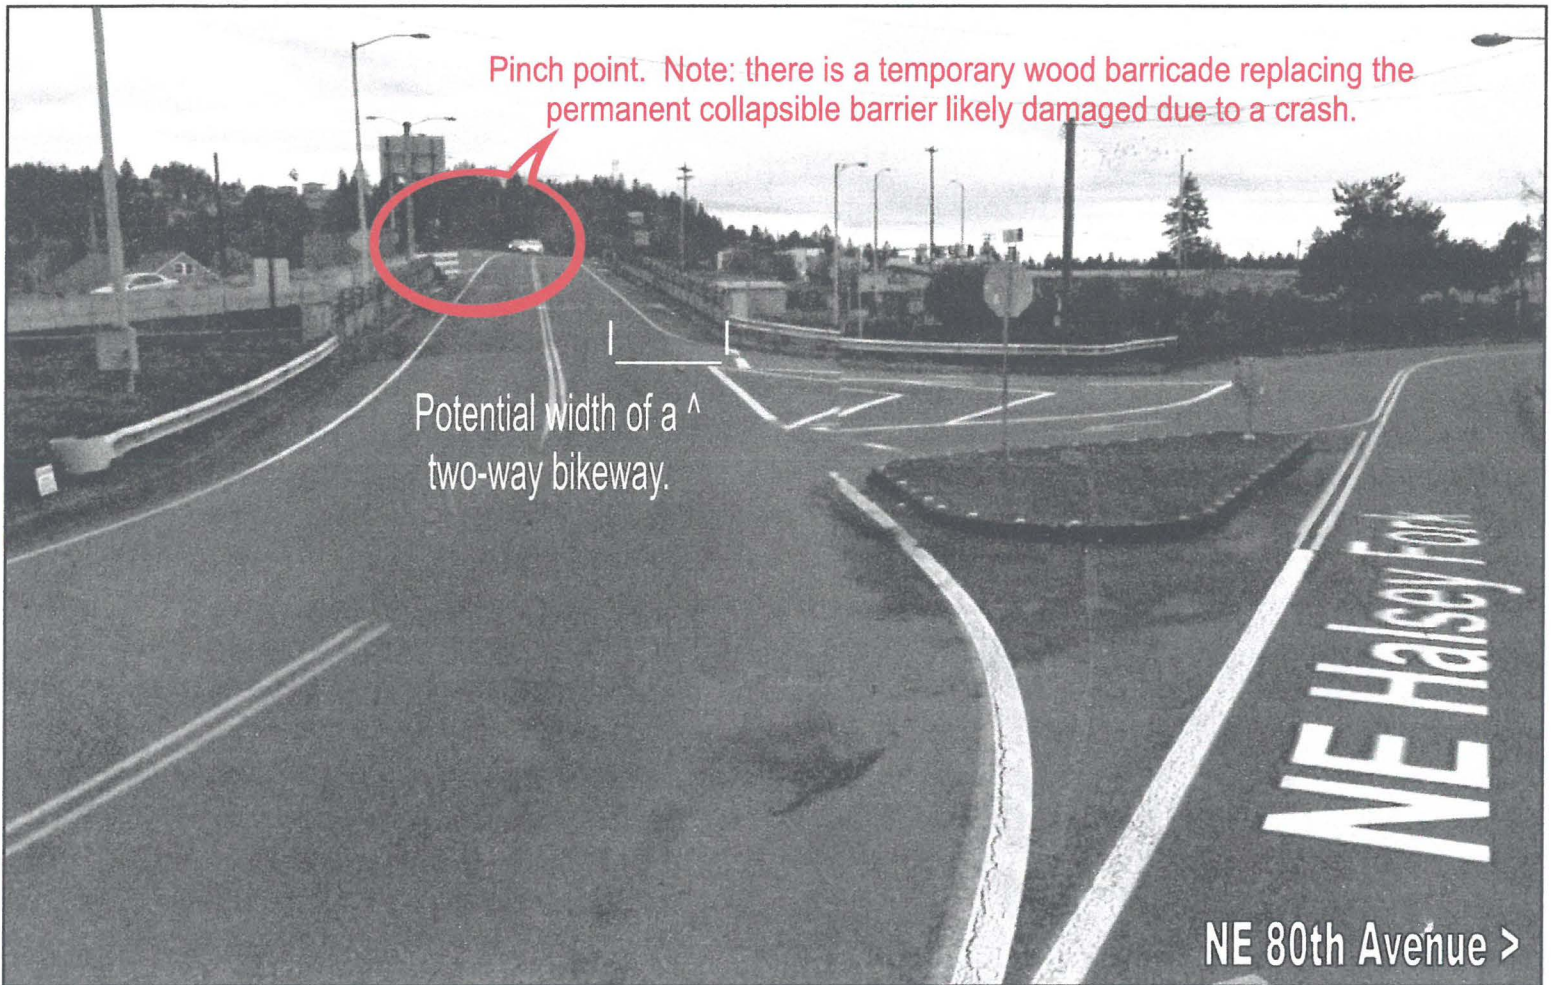 Pinch point.  Note: there is a temporary wood barricade replacing the
permanent collapsible barrier likely damaged due to a crash.
Potential width of a ^
two-way bikeway.
NE Halsey Fork
NE 80th Avenue >